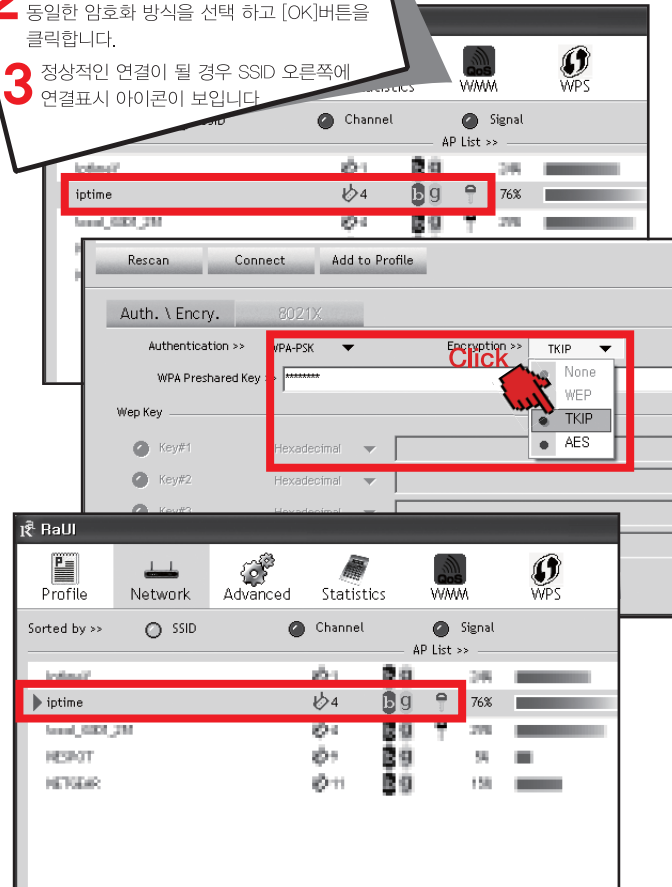 2 동일한 암호화 방식을 선택 하고 [OK]버튼을
클릭합니다.
3 정상적인 연결이 될 경우 SSID 오른쪽에
연결표시 아이콘이 보입니다
QoS
WMM WPS
Channel Signal
AP List >>
iptime 4 b g 76%
Rescan Connect Add to Profile
Auth. \ Encry. 8021X
Authentication >> WPA-PSK Encryption >> TKIP
Click
WPA Preshared Key >> ********
None
WEP
TKIP
AES
Wep Key
Key#1 Hexadecimal
Key#2 Hexadecimal
RaUI
Profile Network Advanced Statistics QoS WMM WPS
Sorted by >> SSID Channel Signal
AP List >>
iptime 4 b g 76%
NETGEAR 11 b g 15%